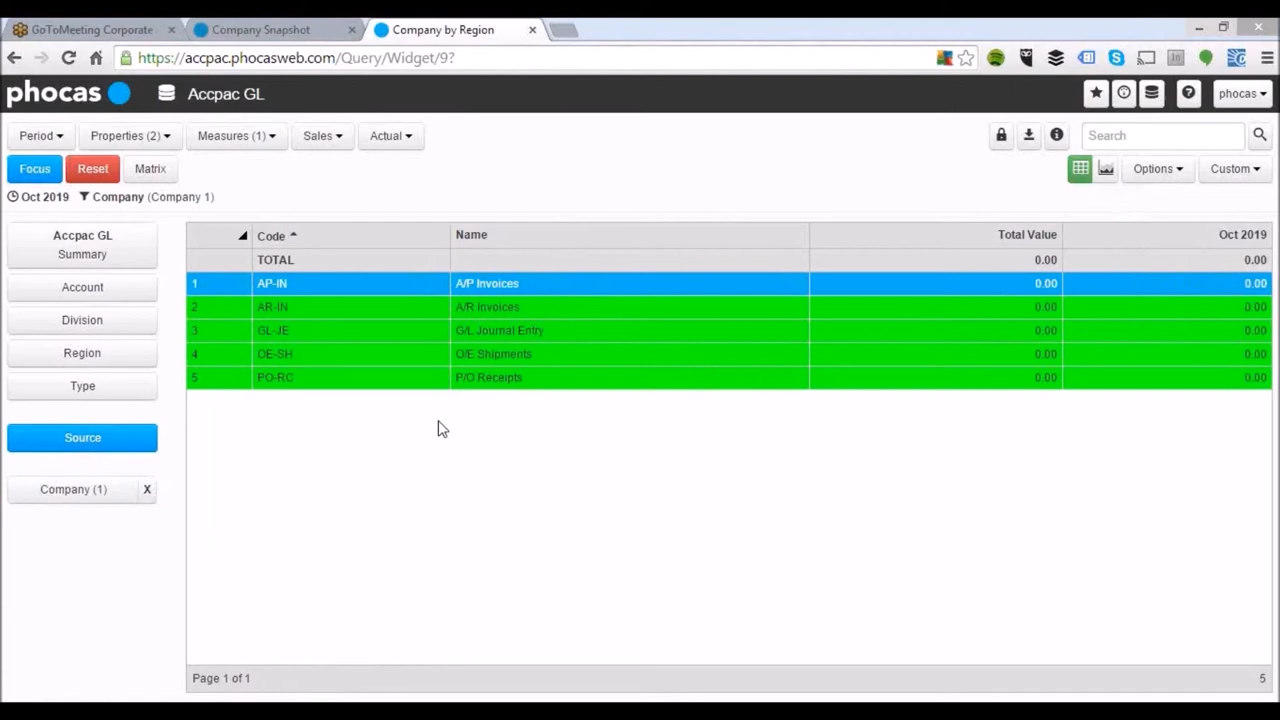 GoToMeeting Corporate
Company Snapshot
Company by Region
https://accpac.phocasweb.com/Query/Widget/9?
phocas
Accpac GL
phocas
Period
Properties (2)
Measures (1)
Sales
Actual
Search
Focus
Reset
Matrix
Options
Custom
Oct 2019 Company (Company 1)
Accpac GL
Summary
Account
Division
Region
Type
Source
Company (1) X
Code Name Total Value Oct 2019
TOTAL 0.00 0.00
1 AP-IN A/P Invoices 0.00 0.00
2 AR-IN A/R Invoices 0.00 0.00
3 GL-JE G/L Journal Entry 0.00 0.00
4 OE-SH O/E Shipments 0.00 0.00
5 PO-RC P/O Receipts 0.00 0.00
Page 1 of 1 5